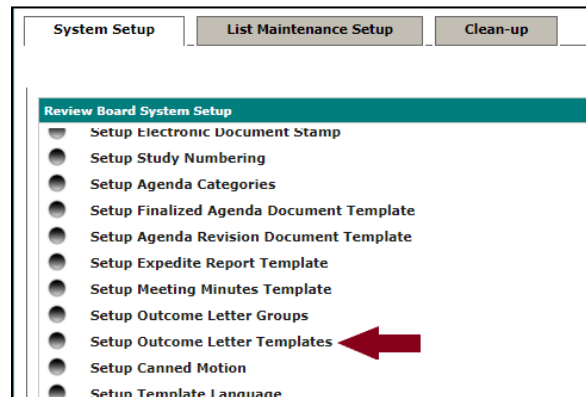 System Setup
List Maintenance Setup
Clean-up
Review Board System Setup
Setup Electronic Document Stamp
Setup Study Numbering
Setup Agenda Categories
Setup Finalized Agenda Document Template
Setup Agenda Revision Document Template
Setup Expedite Report Template
Setup Meeting Minutes Template
Setup Outcome Letter Groups
Setup Outcome Letter Templates
Setup Canned Motion
Setup Template Language